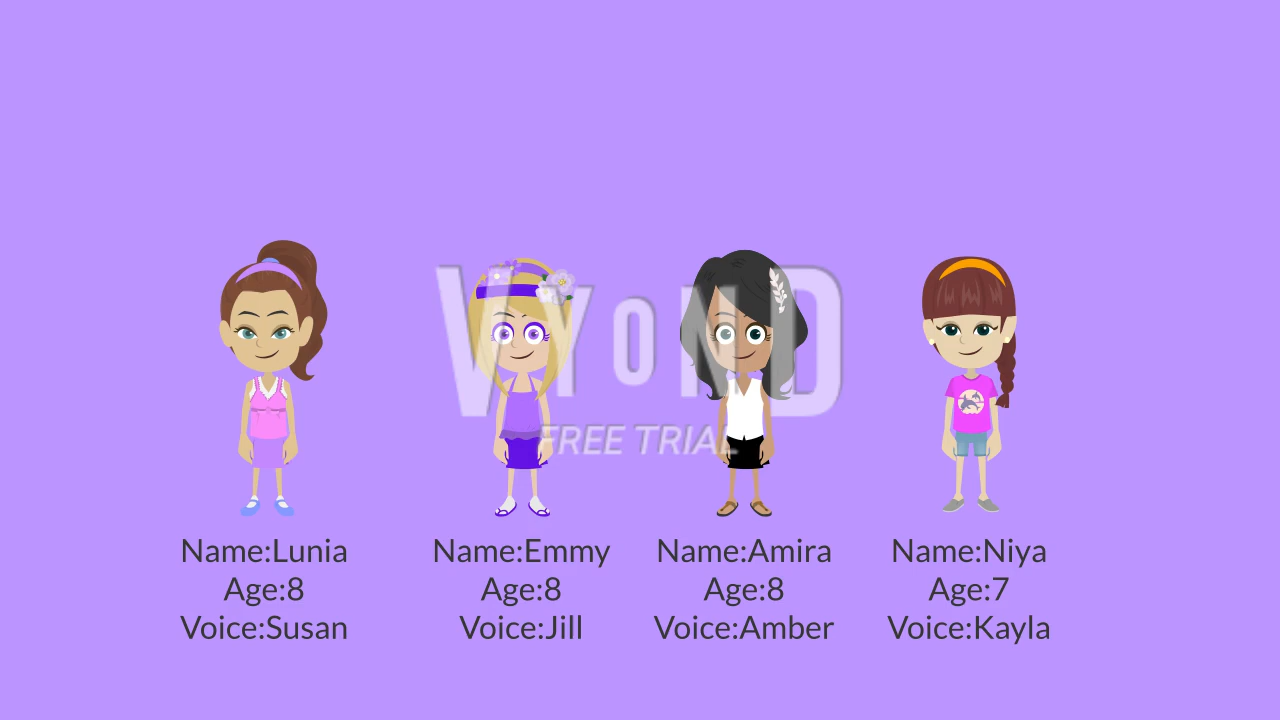 VYOND
FREE TRIAL
Name:Lunia
Age:8
Voice:Susan
Name:Emmy
Age:8
Voice:Jill
Name:Amira
Age:8
Voice:Amber
Name:Niya
Age:7
Voice:Kayla